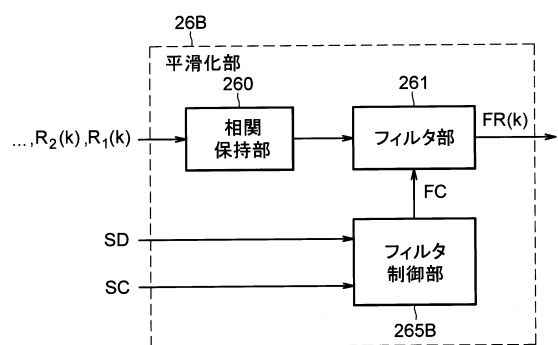 26B
平滑化部
260
261
...,R₂(k),R₁(k)
相関
保持部
フィルタ部
FR(k)
FC
SD
SC
フィルタ
制御部
265B